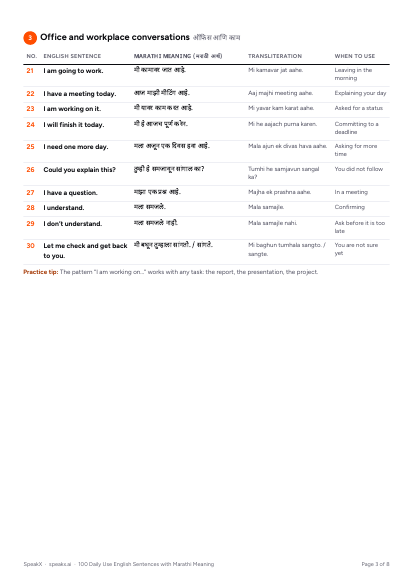 3 Office and workplace conversations ऑफिस आणि काम
NO. ENGLISH SENTENCE MARATHI MEANING (मराठी अर्थ) TRANSLITERATION WHEN TO USE
21 I am going to work. मी कामावर जात आहे. Mi kamavar jat aahe. Leaving in the
morning
22 I have a meeting today. आज माझी मीटिंग आहे. Aaj majhi meeting aahe. Explaining your day
23 I am working on it. मी यावर काम करत आहे. Mi yavar kam karat aahe. Asked for a status
24 I will finish it today. मी हे आजच पूर्ण करेन. Mi he aajach purna karen. Committing to a
deadline
25 I need one more day. मला अजून एक दिवस हवा आहे. Mala ajun ek divas hava aahe. Asking for more
time
26 Could you explain this? तुम्ही हे समजावून सांगाल का? Tumhi he samjavun sangal
ka? You did not follow
27 I have a question. माझा एक प्रश्न आहे. Majha ek prashna aahe. In a meeting
28 I understand. मला समजले. Mala samajle. Confirming
29 I don't understand. मला समजले नाही. Mala samajle nahi. Ask before it is too
late
30 Let me check and get back
to you. मी बघून तुम्हाला सांगतो. / सांगते. Mi baghun tumhala sangto. /
sangte. You are not sure
yet
Practice tip: The pattern "I am working on..." works with any task: the report, the presentation, the project.
SpeakX · speakx.ai · 100 Daily Use English Sentences with Marathi Meaning Page 3 of 8